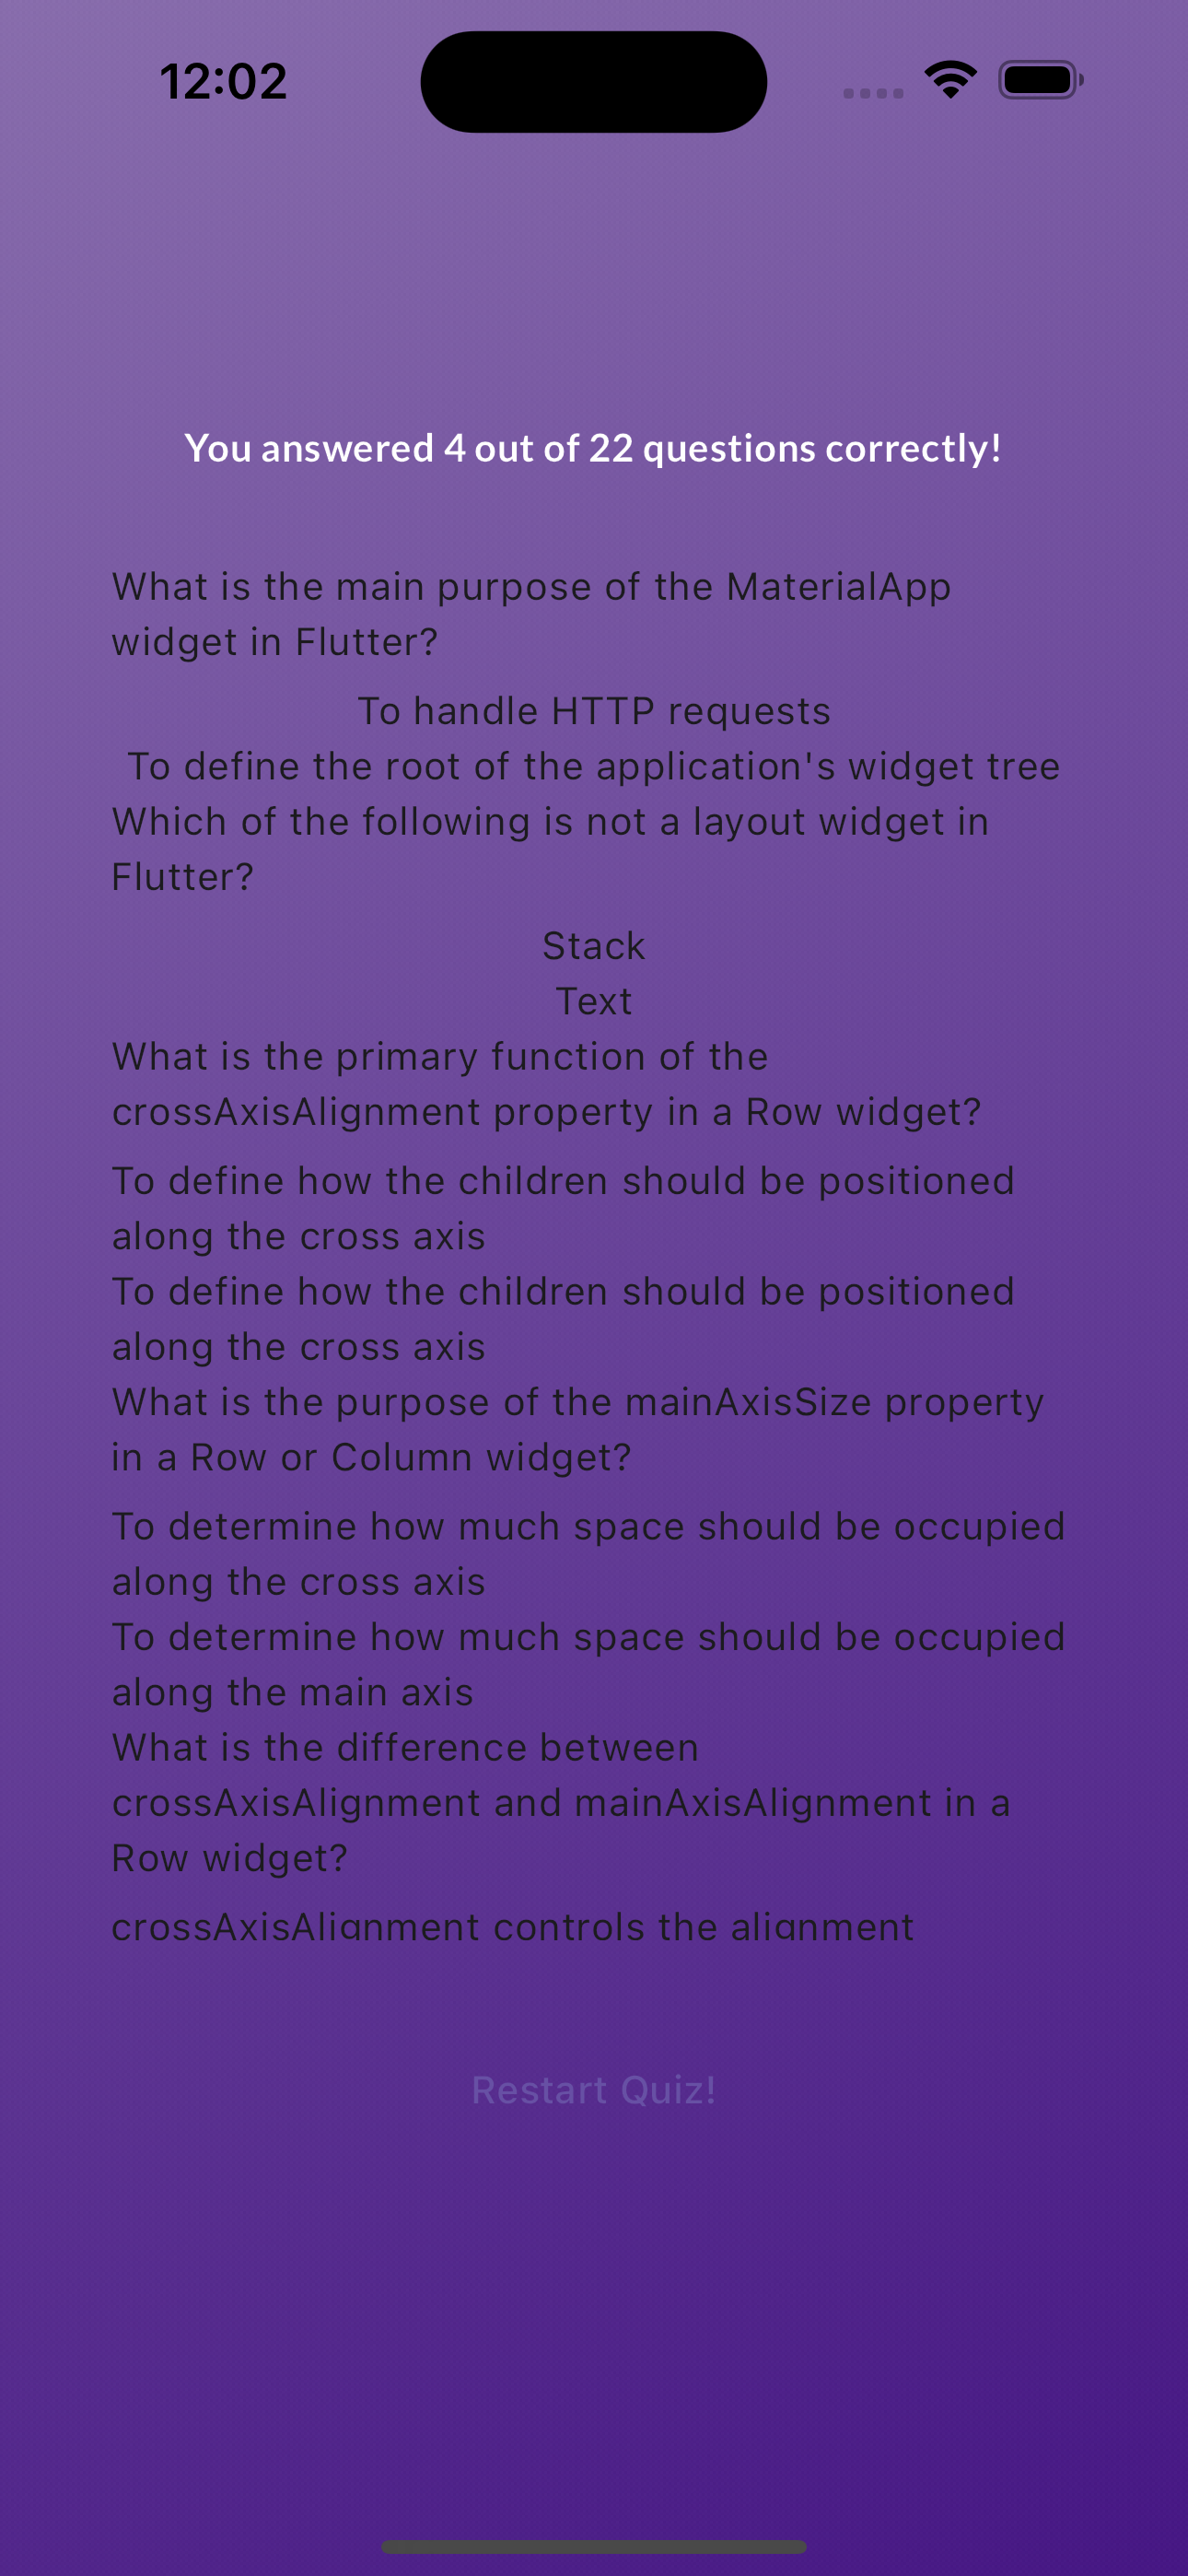 12:02
You answered 4 out of 22 questions correctly!
What is the main purpose of the MaterialApp
widget in Flutter?
To handle HTTP requests
To define the root of the application's widget tree
Which of the following is not a layout widget in
Flutter?
Stack
Text
What is the primary function of the
crossAxisAlignment property in a Row widget?
To define how the children should be positioned
along the cross axis
To define how the children should be positioned
along the cross axis
What is the purpose of the mainAxisSize property
in a Row or Column widget?
To determine how much space should be occupied
along the cross axis
To determine how much space should be occupied
along the main axis
What is the difference between
crossAxisAlignment and mainAxisAlignment in a
Row widget?
crossAxisAlignment controls the alignment
Restart Quiz!